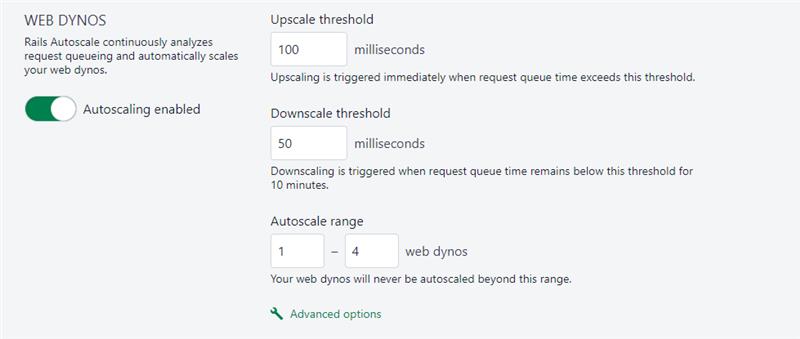 WEB DYNOS
Rails Autoscale continuously analyzes
request queueing and automatically scales
your web dynos.
Autoscaling enabled
Upscale threshold
100 milliseconds
Upscaling is triggered immediately when request queue time exceeds this threshold.
Downscale threshold
50 milliseconds
Downscaling is triggered when request queue time remains below this threshold for
10 minutes.
Autoscale range
1 – 4 web dynos
Your web dynos will never be autoscaled beyond this range.
Advanced options